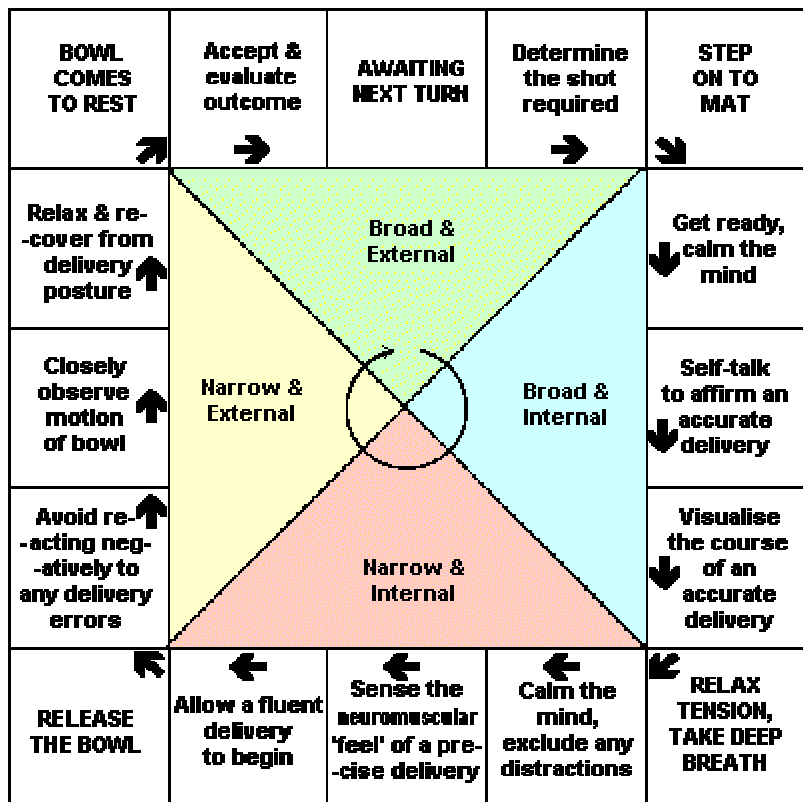 BOWL
COMES
TO REST
Accept &
evaluate
outcome
AWAITING
NEXT TURN
Determine
the shot
required
STEP
ON TO
MAT
Relax & re-
-cover from
delivery
posture
Broad &
External
Get ready,
calm the
mind
Closely
observe
motion
of bowl
Narrow &
External
Broad &
Internal
Self-talk
to affirm an
accurate
delivery
Avoid re-
-acting neg-
-atively to
any delivery
errors
Narrow &
Internal
Visualise
the course
of an
accurate
delivery
RELEASE
THE BOWL
Allow a fluent
delivery
to begin
Sense the
neuromuscular
'feel' of a pre-
-cise delivery
Calm the
mind,
exclude any
distractions
RELAX
TENSION,
TAKE DEEP
BREATH